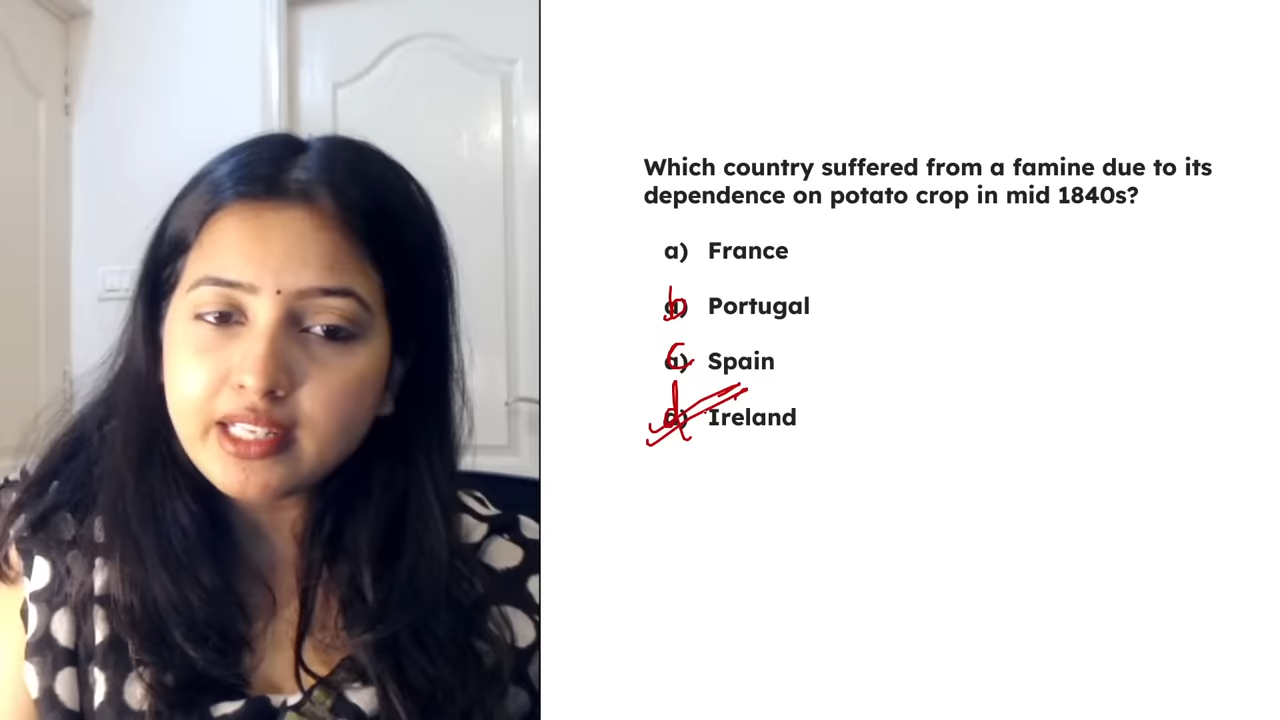 Which country suffered from a famine due to its
dependence on potato crop in mid 1840s?
a) France
b) Portugal
c) Spain
d) Ireland